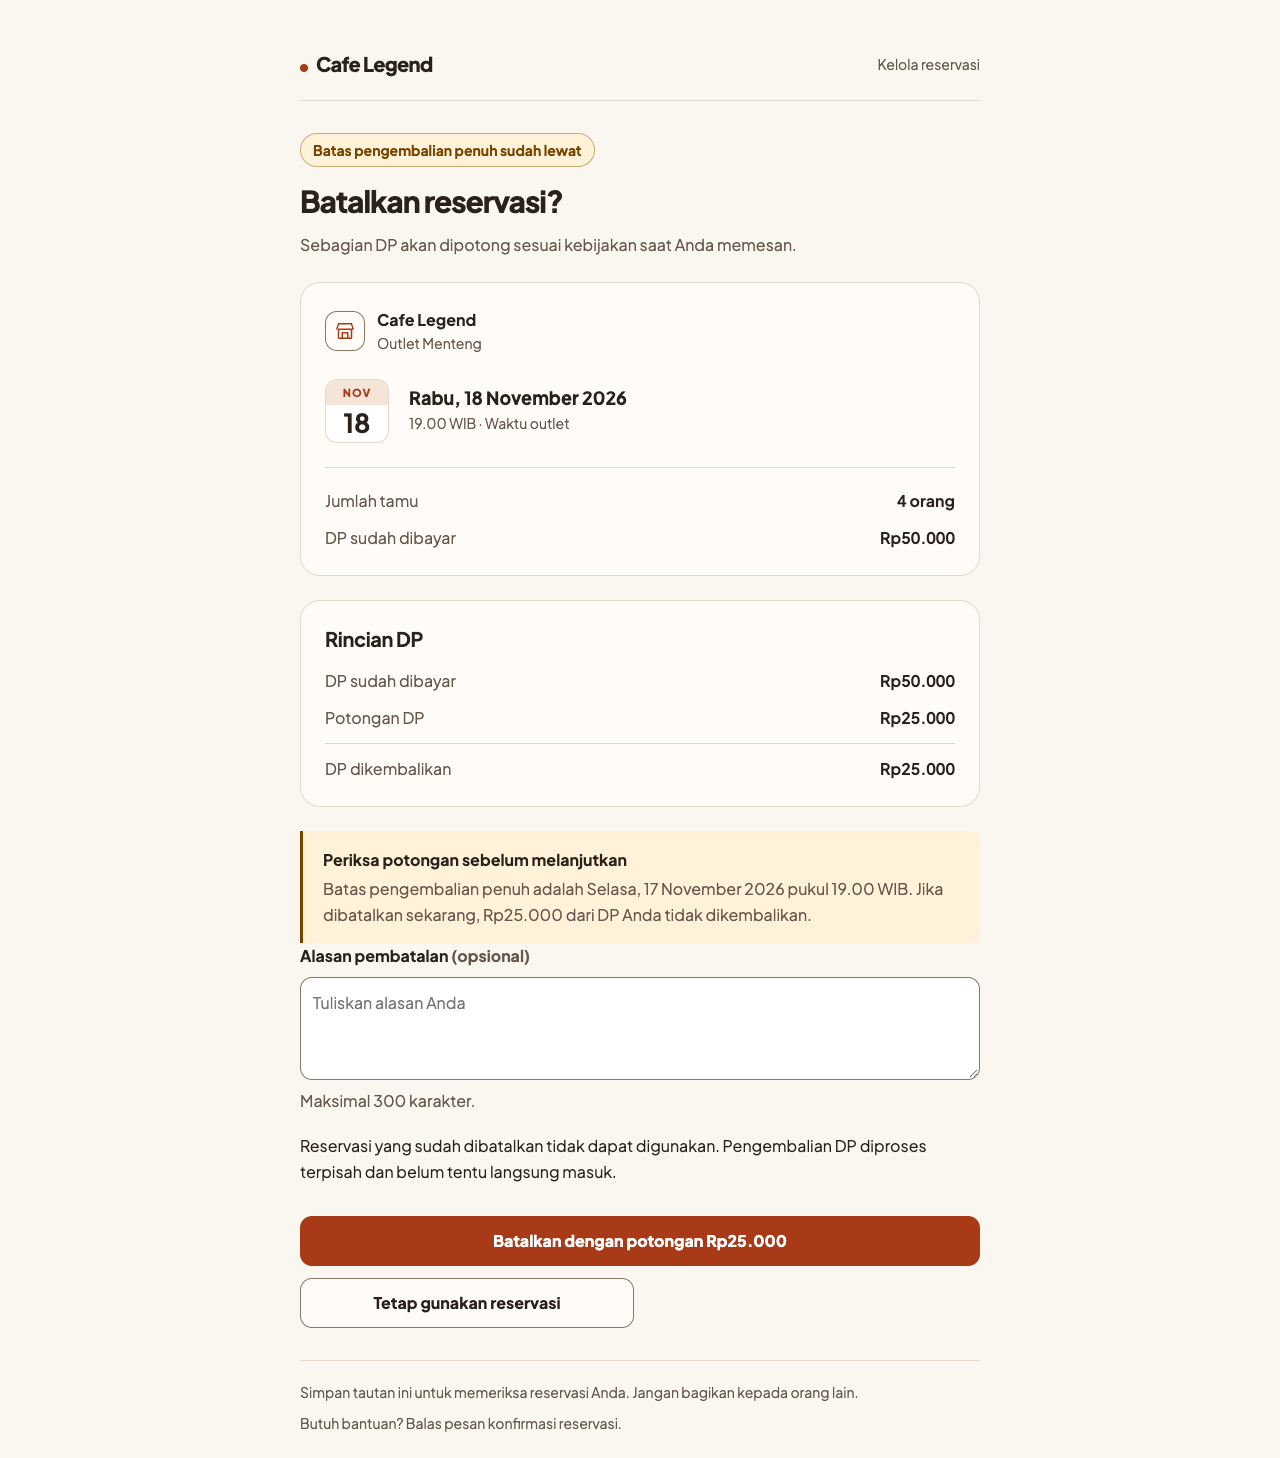 Cafe Legend
Kelola reservasi
Batas pengembalian penuh sudah lewat
Batalkan reservasi?
Sebagian DP akan dipotong sesuai kebijakan saat Anda memesan.
Cafe Legend
Outlet Menteng
NOV
18
Rabu, 18 November 2026
19.00 WIB · Waktu outlet
Jumlah tamu 4 orang
DP sudah dibayar Rp50.000
Rincian DP
DP sudah dibayar Rp50.000
Potongan DP Rp25.000
DP dikembalikan Rp25.000
Periksa potongan sebelum melanjutkan
Batas pengembalian penuh adalah Selasa, 17 November 2026 pukul 19.00 WIB. Jika
dibatalkan sekarang, Rp25.000 dari DP Anda tidak dikembalikan.
Alasan pembatalan (opsional)
Tuliskan alasan Anda
Maksimal 300 karakter.
Reservasi yang sudah dibatalkan tidak dapat digunakan. Pengembalian DP diproses
terpisah dan belum tentu langsung masuk.
Batalkan dengan potongan Rp25.000
Tetap gunakan reservasi
Simpan tautan ini untuk memeriksa reservasi Anda. Jangan bagikan kepada orang lain.
Butuh bantuan? Balas pesan konfirmasi reservasi.